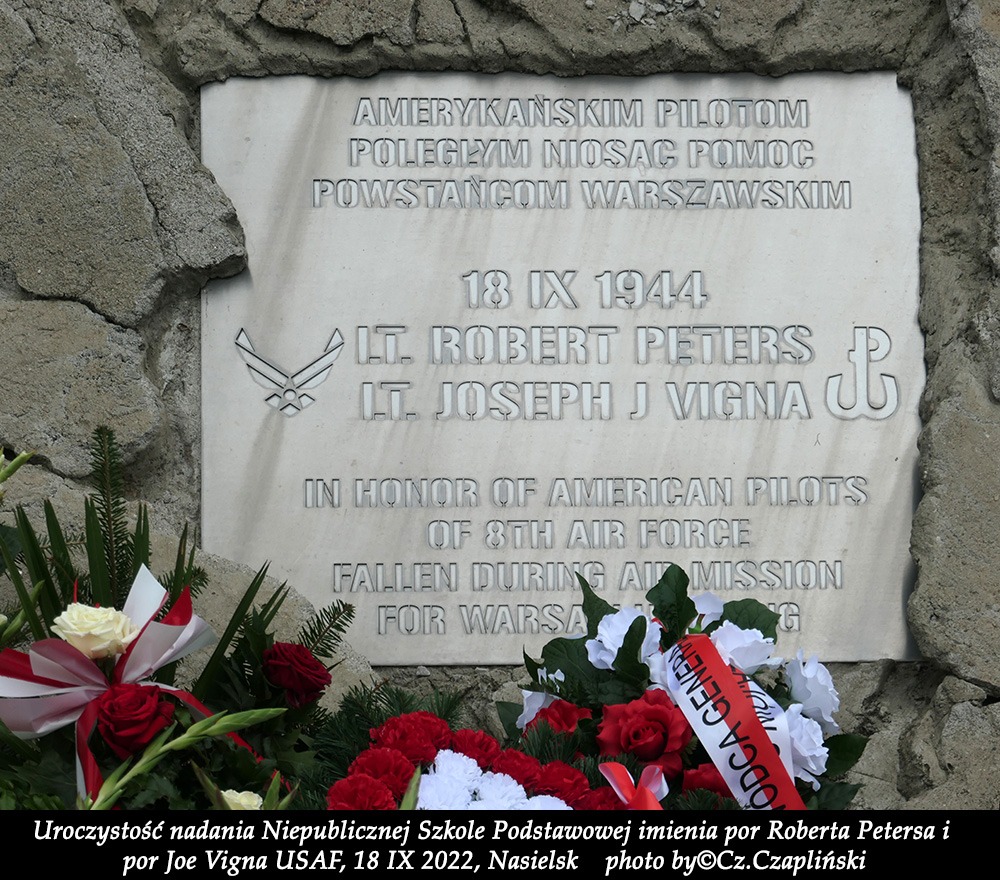 AMERYKAŃSKIM PILOTOM
POLEGŁYM NIOSĄC POMOC
POWSTAŃCOM WARSZAWSKIM
18 IX 1944
LT. ROBERT PETERS
LT. JOSEPH J VIGNA
IN HONOR OF AMERICAN PILOTS
OF 8TH AIR FORCE
FALLEN DURING AID MISSION
FOR
Uroczystość nadania Niepublicznej Szkole Podstawowej imienia por Roberta Petersa i
por Joe Vigna USAF, 18 IX 2022, Nasielsk photo by©Cz.Czapliński